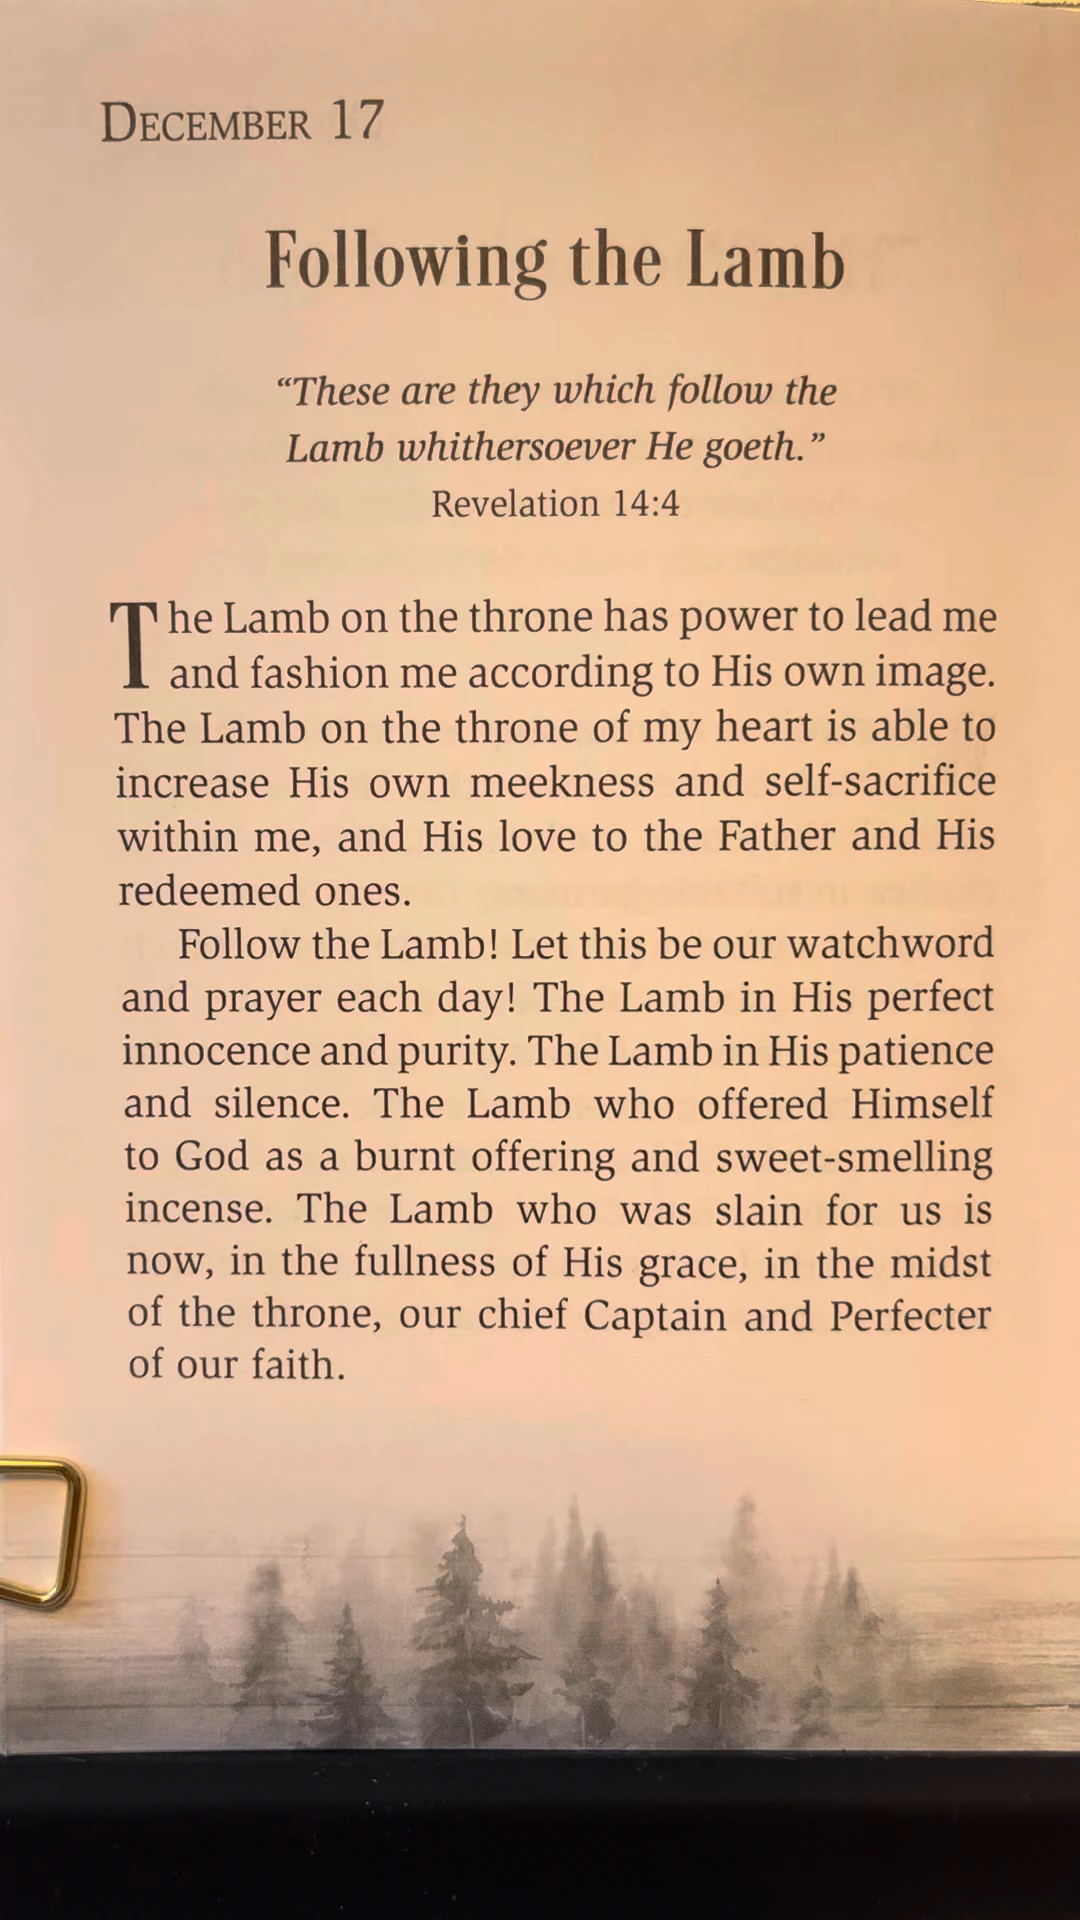 DECEMBER 17
Following the Lamb
“These are they which follow the
Lamb whithersoever He goeth.”
Revelation 14:4
The Lamb on the throne has power to lead me
and fashion me according to His own image.
The Lamb on the throne of my heart is able to
increase His own meekness and self-sacrifice
within me, and His love to the Father and His
redeemed ones.
Follow the Lamb! Let this be our watchword
and prayer each day! The Lamb in His perfect
innocence and purity. The Lamb in His patience
and silence. The Lamb who offered Himself
to God as a burnt offering and sweet-smelling
incense. The Lamb who was slain for us is
now, in the fullness of His grace, in the midst
of the throne, our chief Captain and Perfecter
of our faith.